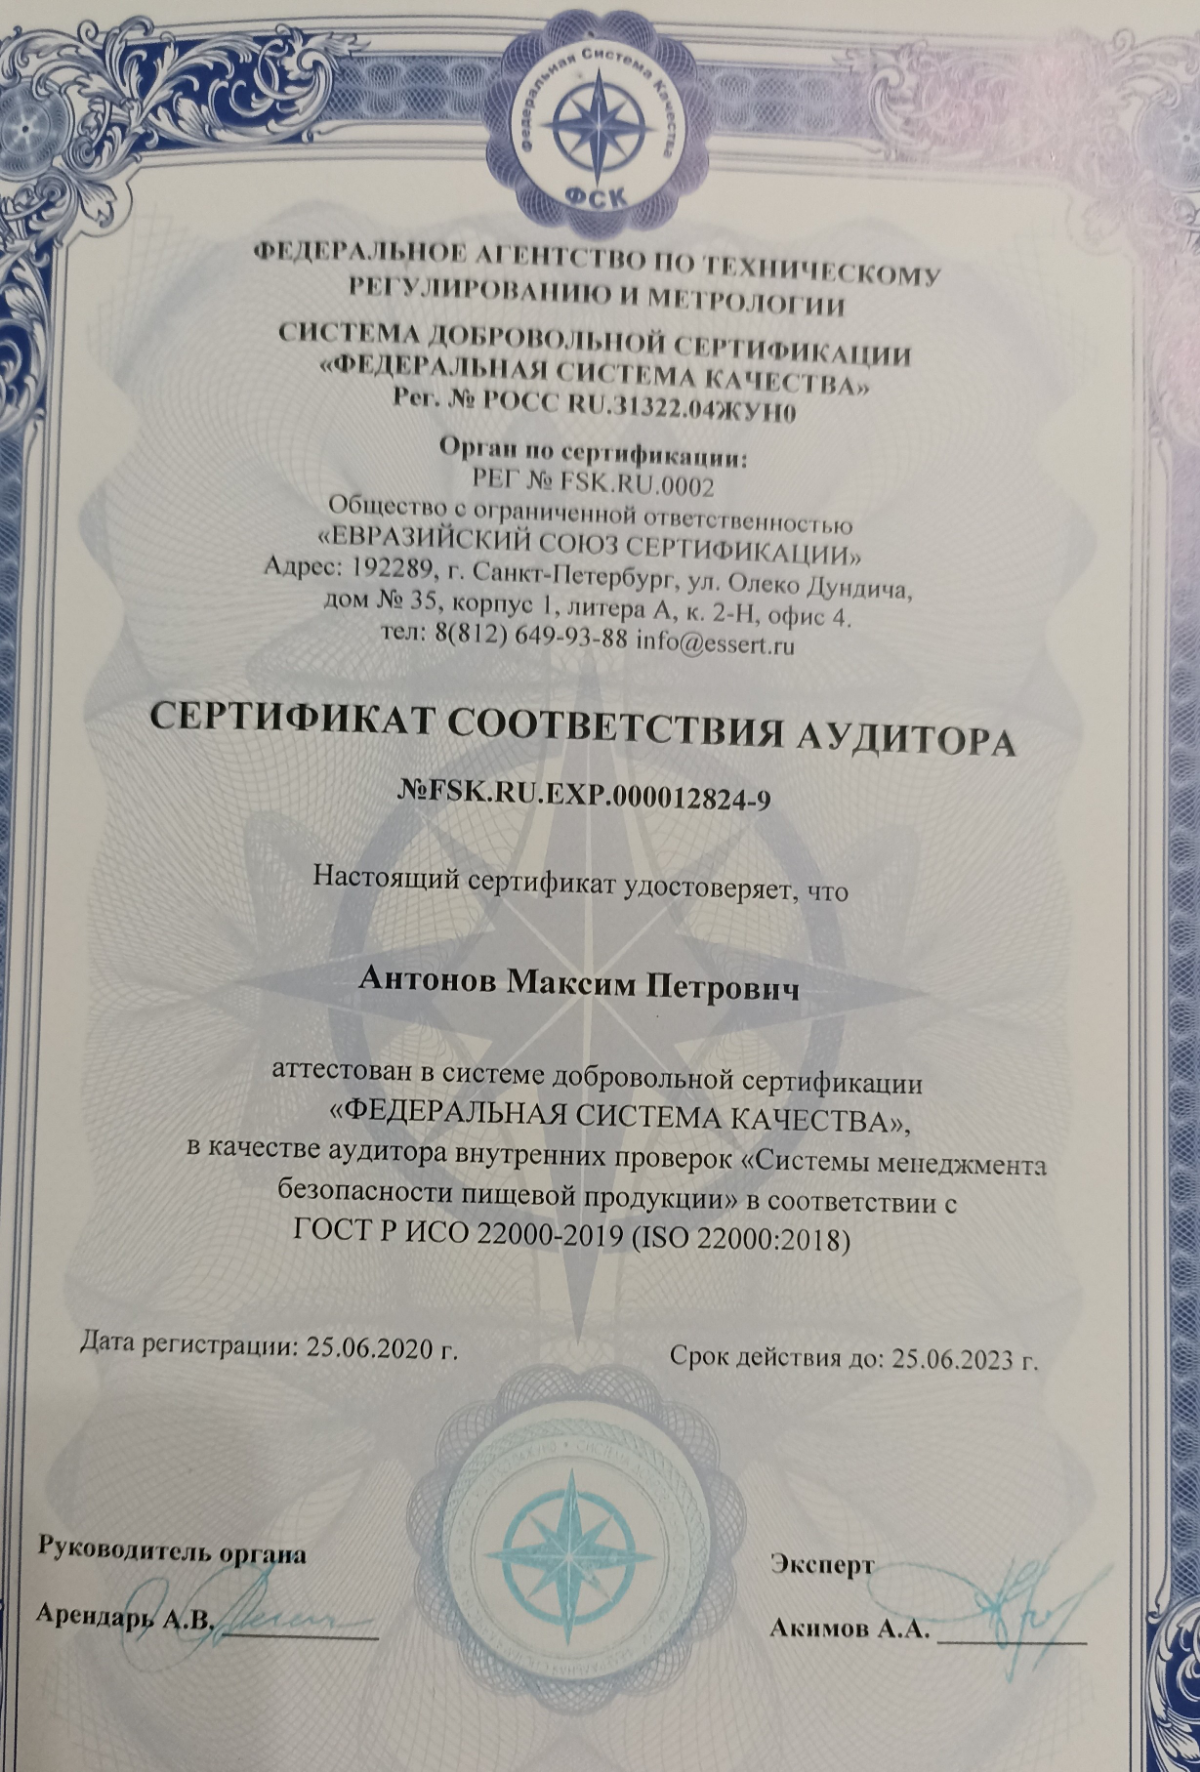 Федеральная Система Качества
ФСК
ФЕДЕРАЛЬНОЕ АГЕНТСТВО ПО ТЕХНИЧЕСКОМУ
РЕГУЛИРОВАНИЮ И МЕТРОЛОГИИ
СИСТЕМА ДОБРОВОЛЬНОЙ СЕРТИФИКАЦИИ
«ФЕДЕРАЛЬНАЯ СИСТЕМА КАЧЕСТВА»
Рег. № РОСС RU.31322.04ЖУН0
Орган по сертификации:
РЕГ № FSK.RU.0002
Общество с ограниченной ответственностью
«ЕВРАЗИЙСКИЙ СОЮЗ СЕРТИФИКАЦИИ»
Адрес: 192289, г. Санкт-Петербург, ул. Олеко Дундича,
дом № 35, корпус 1, литера А, к. 2-Н, офис 4.
тел: 8(812) 649-93-88 info@essert.ru
СЕРТИФИКАТ СООТВЕТСТВИЯ АУДИТОРА
№FSK.RU.EXP.000012824-9
Настоящий сертификат удостоверяет, что
Антонов Максим Петрович
аттестован в системе добровольной сертификации
«ФЕДЕРАЛЬНАЯ СИСТЕМА КАЧЕСТВА»,
в качестве аудитора внутренних проверок «Системы менеджмента
безопасности пищевой продукции» в соответствии с
ГОСТ Р ИСО 22000-2019 (ISO 22000:2018)
Дата регистрации: 25.06.2020 г.
Срок действия до: 25.06.2023 г.
Руководитель органа
Эксперт
Арендарь А.В.
Акимов А.А.